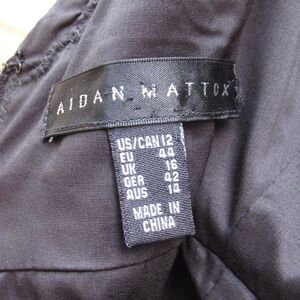 AIDAN MATTOX
US/CAN 12
EU 44
UK 16
GER 42
AUS 14
MADE IN
CHINA